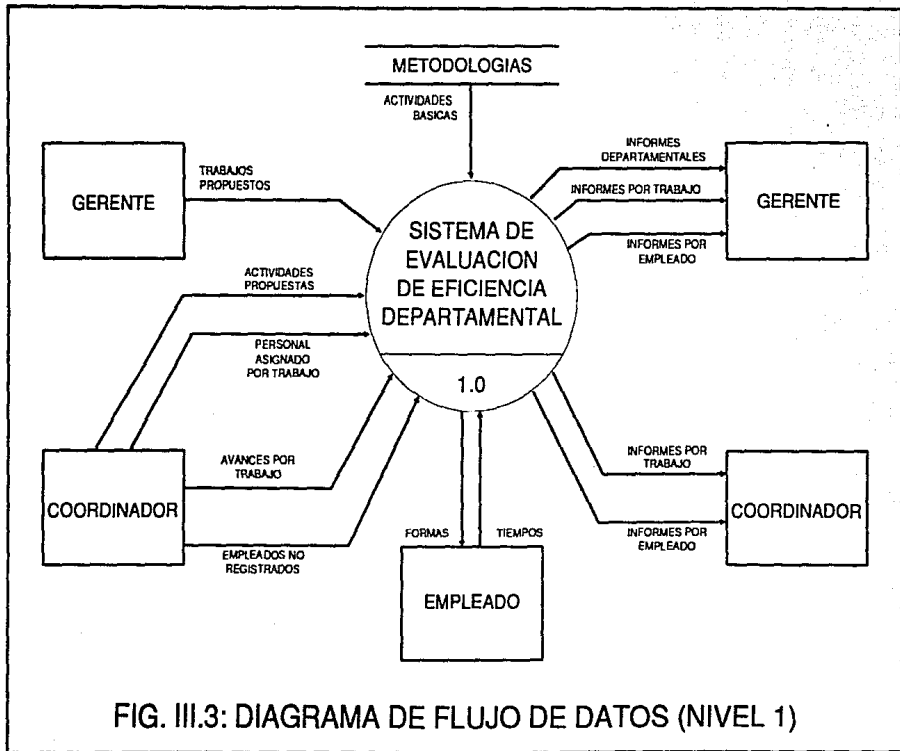 METODOLOGIAS
ACTIVIDADES
BASICAS
GERENTE
TRABAJOS
PROPUESTOS
INFORMES
DEPARTAMENTALES
INFORMES POR TRABAJO
INFORMES POR
EMPLEADO
GERENTE
SISTEMA DE
EVALUACION
DE EFICIENCIA
DEPARTAMENTAL
1.0
ACTIVIDADES
PROPUESTAS
PERSONAL
ASIGNADO
POR TRABAJO
COORDINADOR
AVANCES POR
TRABAJO
EMPLEADOS NO
REGISTRADOS
FORMAS
TIEMPOS
EMPLEADO
INFORMES POR
TRABAJO
INFORMES POR
EMPLEADO
COORDINADOR
FIG. III.3: DIAGRAMA DE FLUJO DE DATOS (NIVEL 1)